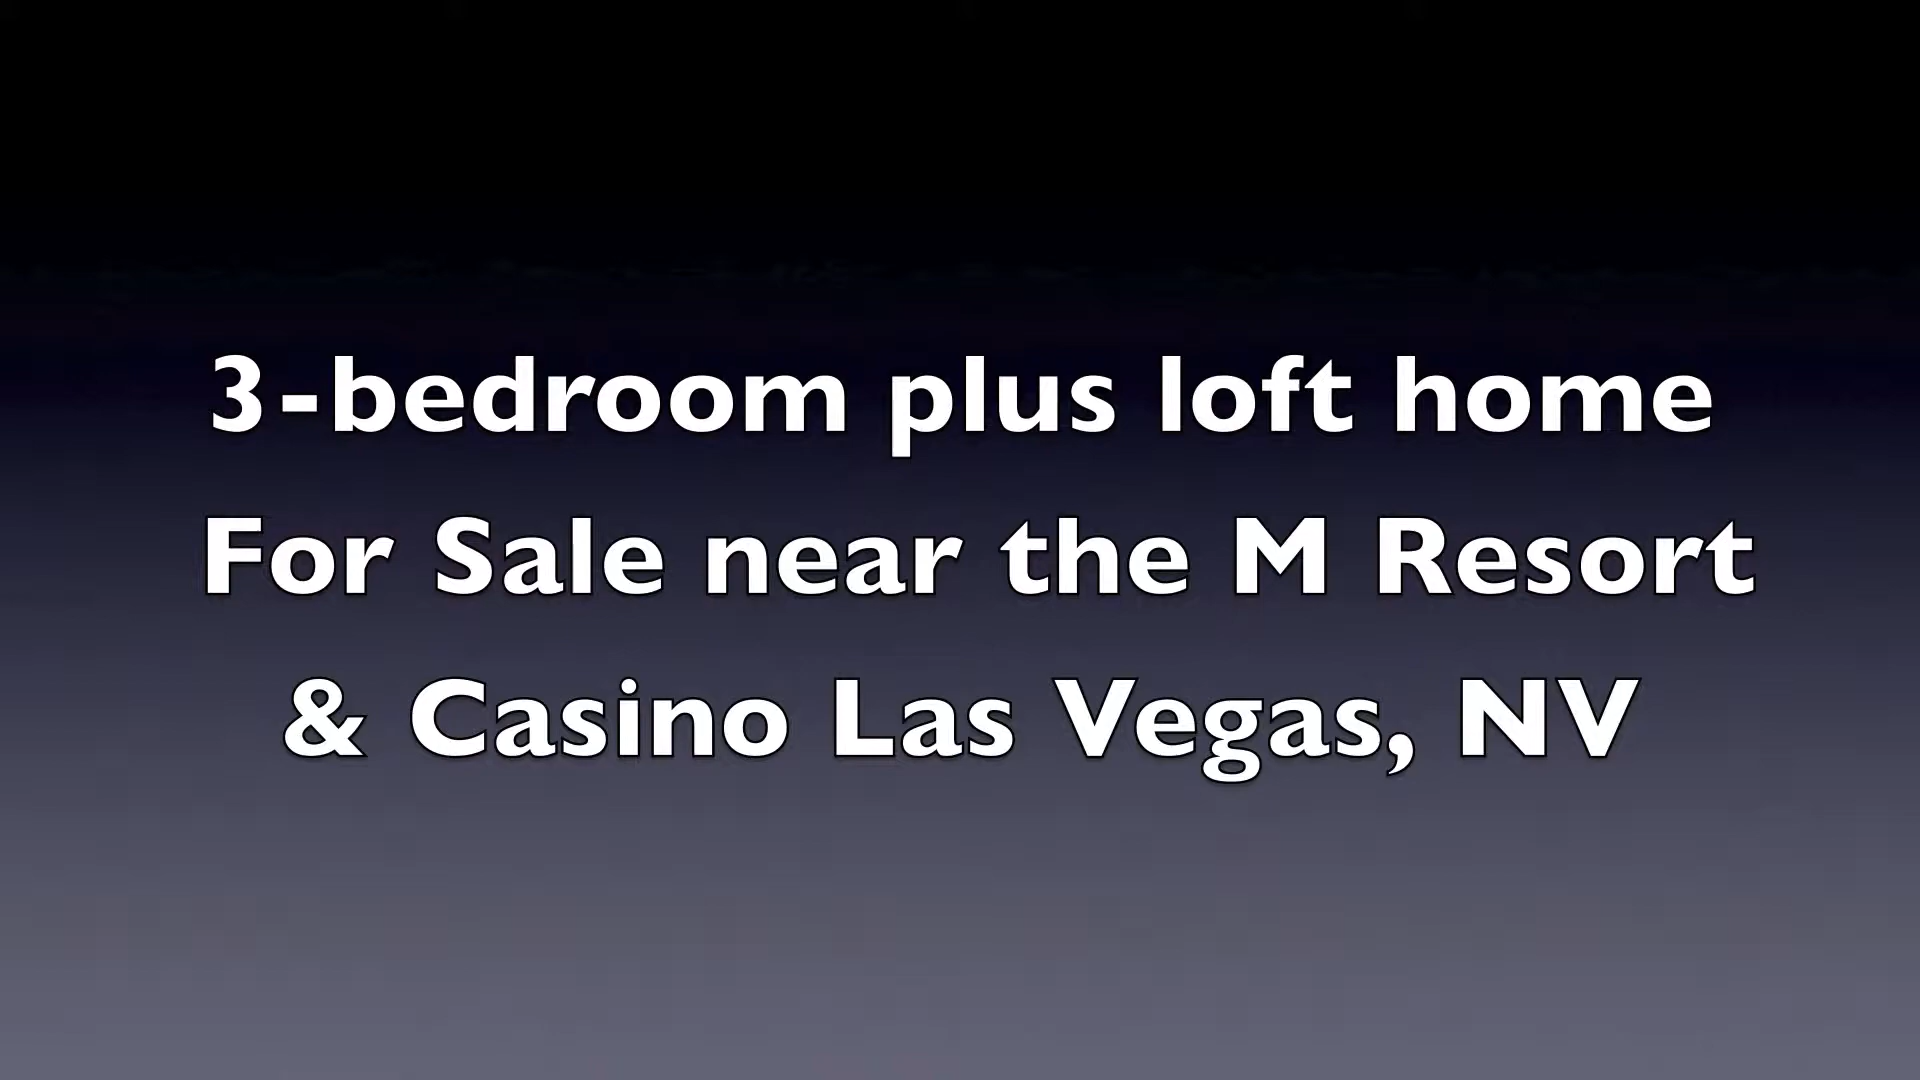 3-bedroom plus loft home
For Sale near the M Resort
& Casino Las Vegas, NV